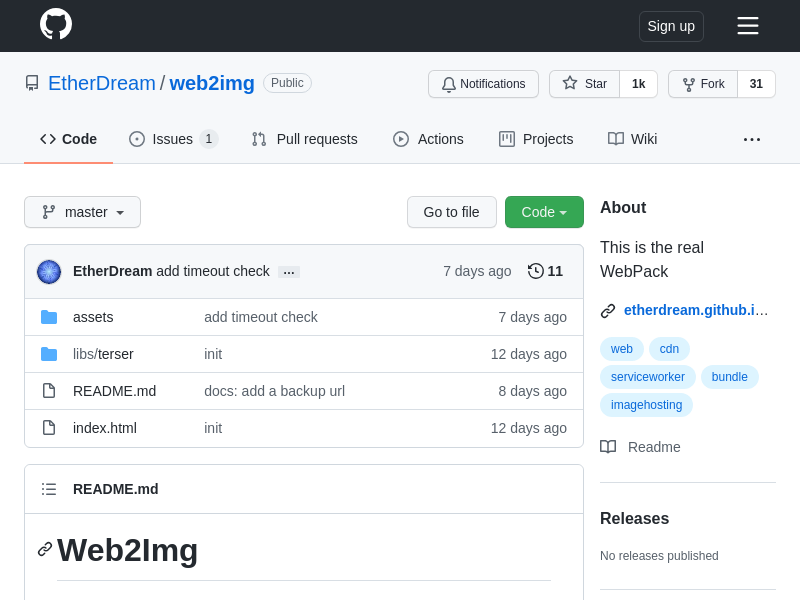 Sign up
EtherDream / web2img Public
Notifications Star 1k Fork 31
Code Issues 1 Pull requests Actions Projects Wiki ...
master Go to file Code
EtherDream add timeout check ... 7 days ago 11
assets add timeout check 7 days ago
libs/terser init 12 days ago
README.md docs: add a backup url 8 days ago
index.html init 12 days ago
README.md
Web2Img
About
This is the real
WebPack
etherdream.github.i...
web cdn
serviceworker bundle
imagehosting
Readme
Releases
No releases published